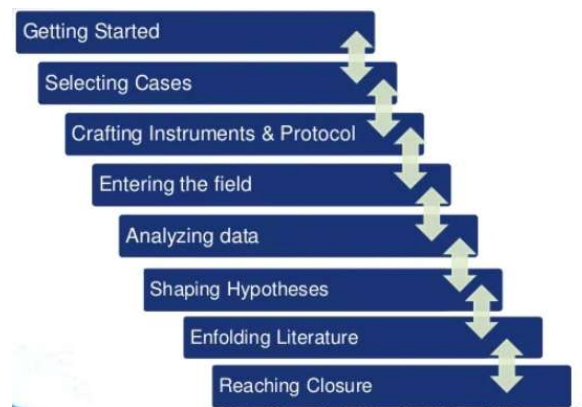 Getting Started
Selecting Cases
Crafting Instruments & Protocol
Entering the field
Analyzing data
Shaping Hypotheses
Enfolding Literature
Reaching Closure